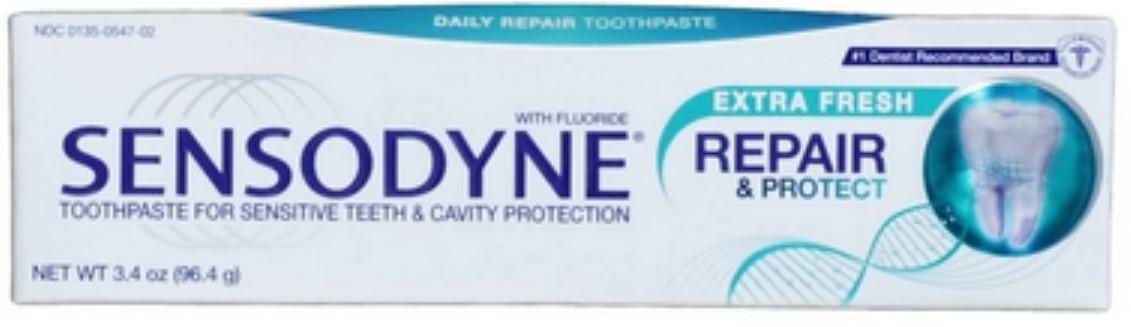 DAILY REPAIR TOOTHPASTE
NDC 0135-0547-02
#1 Dentist Recommended Brand
EXTRA FRESH
WITH FLUORIDE
SENSODYNE®
REPAIR
& PROTECT
TOOTHPASTE FOR SENSITIVE TEETH & CAVITY PROTECTION
NET WT 3.4 oz (96.4 g)